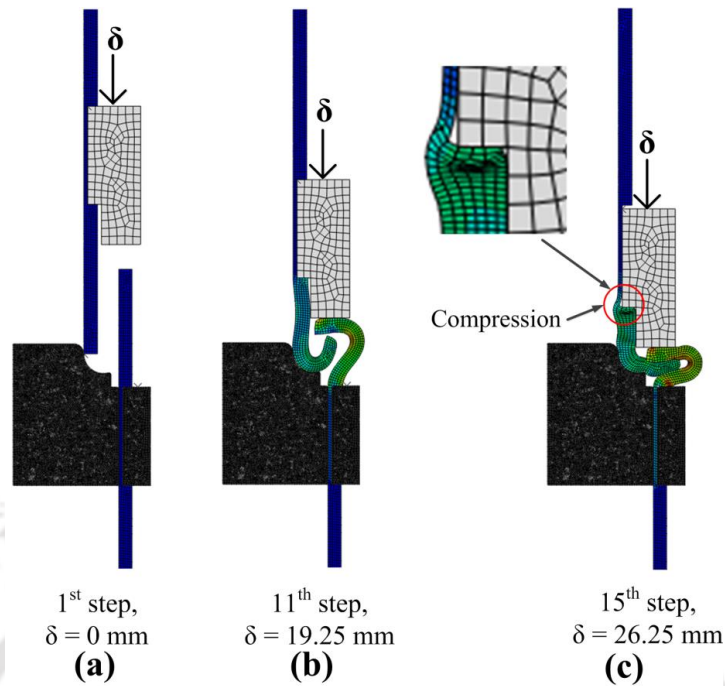 δ
δ
δ
Compression
1st step,
δ = 0 mm
(a)
11th step,
δ = 19.25 mm
(b)
15th step,
δ = 26.25 mm
(c)